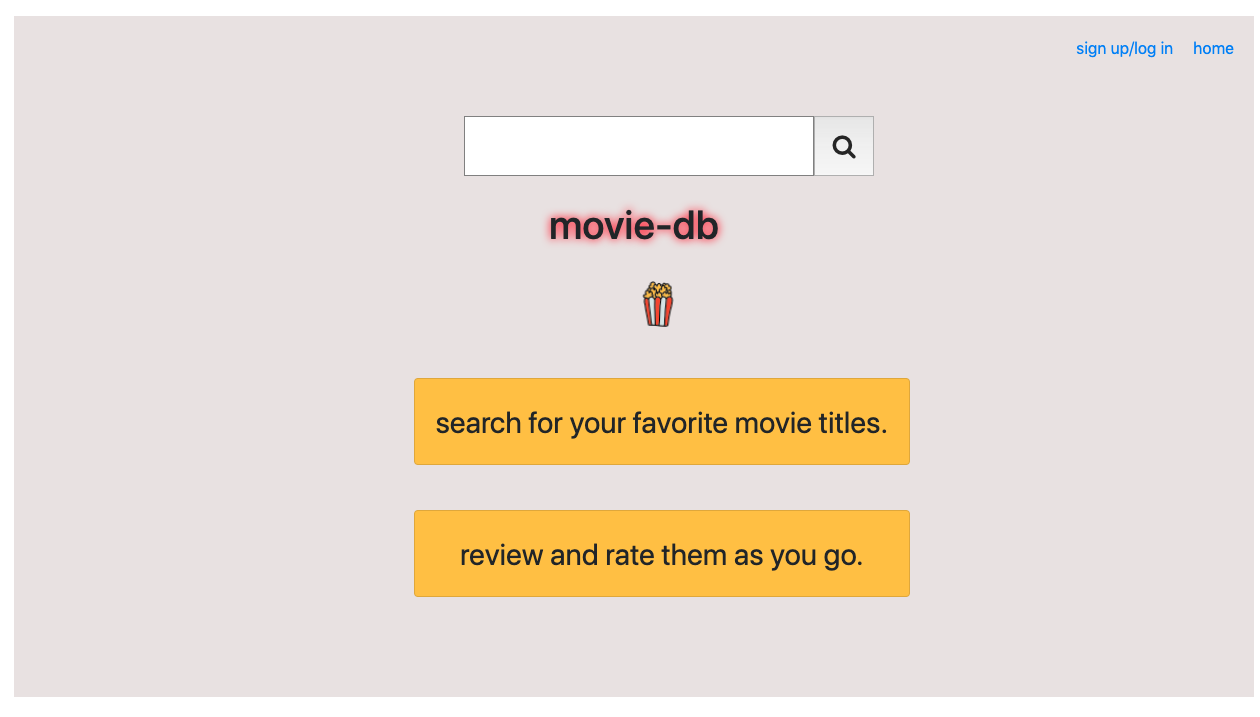 sign up/log in home
movie-db
search for your favorite movie titles.
review and rate them as you go.